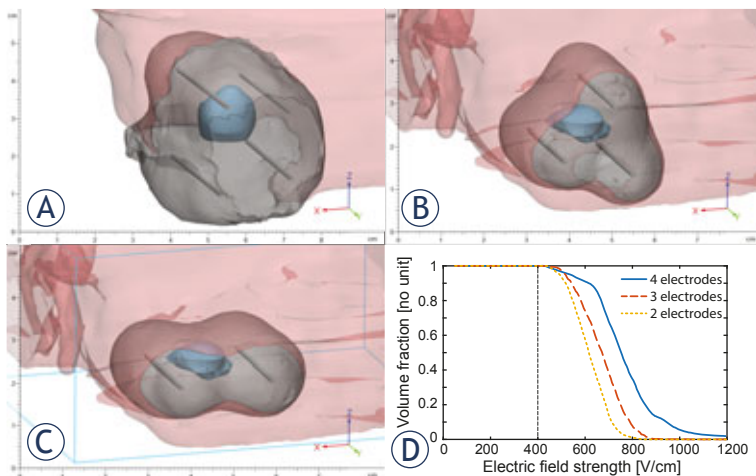 A
B
C
D
X
Z
Y
X
Z
Y
X
Z
Y
Volume fraction [no unit]
1
0.8
0.6
0.4
0.2
0
0 200 400 600 800 1000 1200
Electric field strength [V/cm]
4 electrodes
3 electrodes
2 electrodes